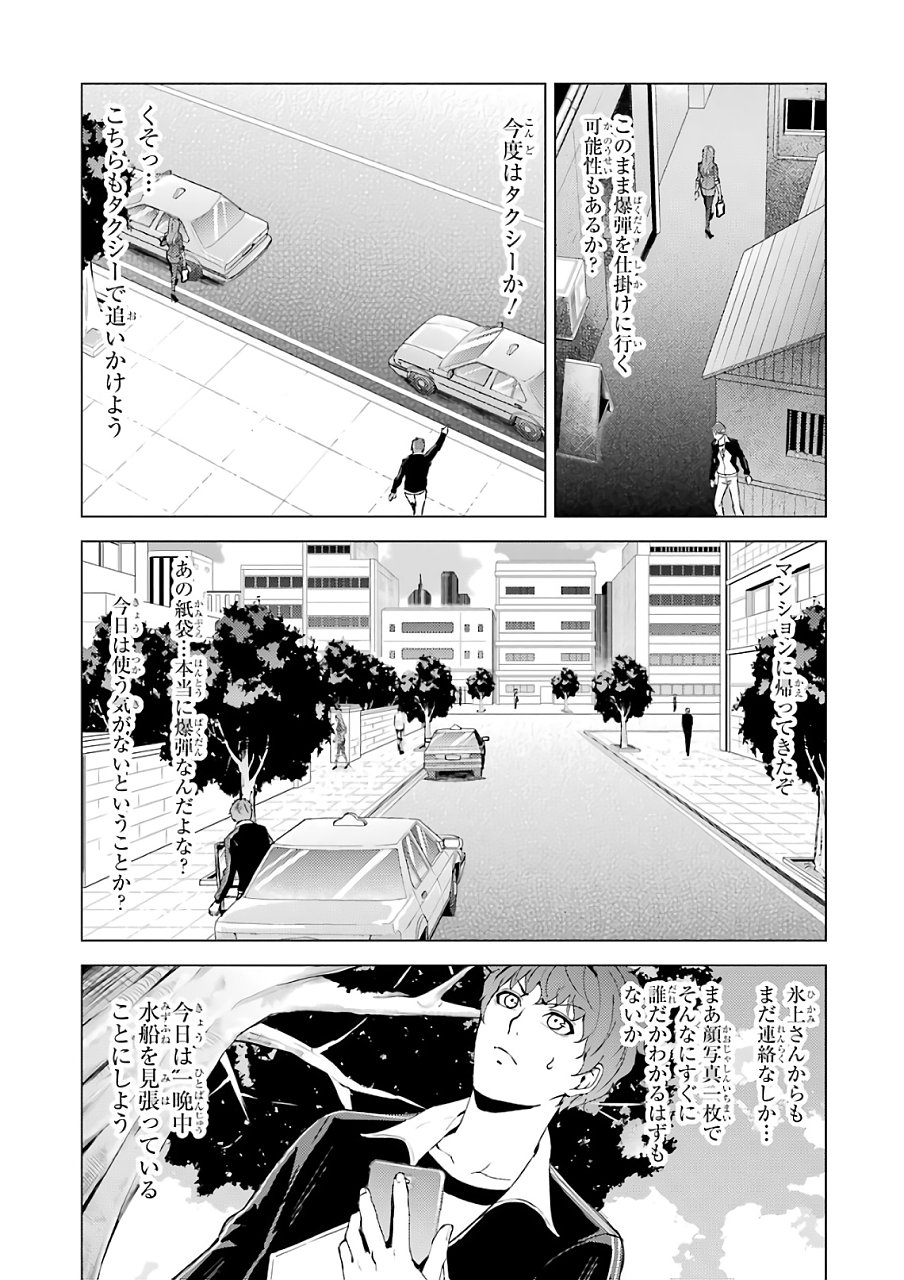 このまま爆弾を仕掛けに行く
可能性もあるか？
今度はタクシーか！
くそっ…
こちらもタクシーで追いかけよう
マンションに帰ってきたぞ
あの紙袋…本当に爆弾なんだよな？
今日は使う気がないということか？
氷上さんからも
まだ連絡なしか…
まあ顔写真一枚で
そんなにすぐに
誰だかわかるはずも
ないか
今日は一晩中
水船を見張っている
ことにしよう